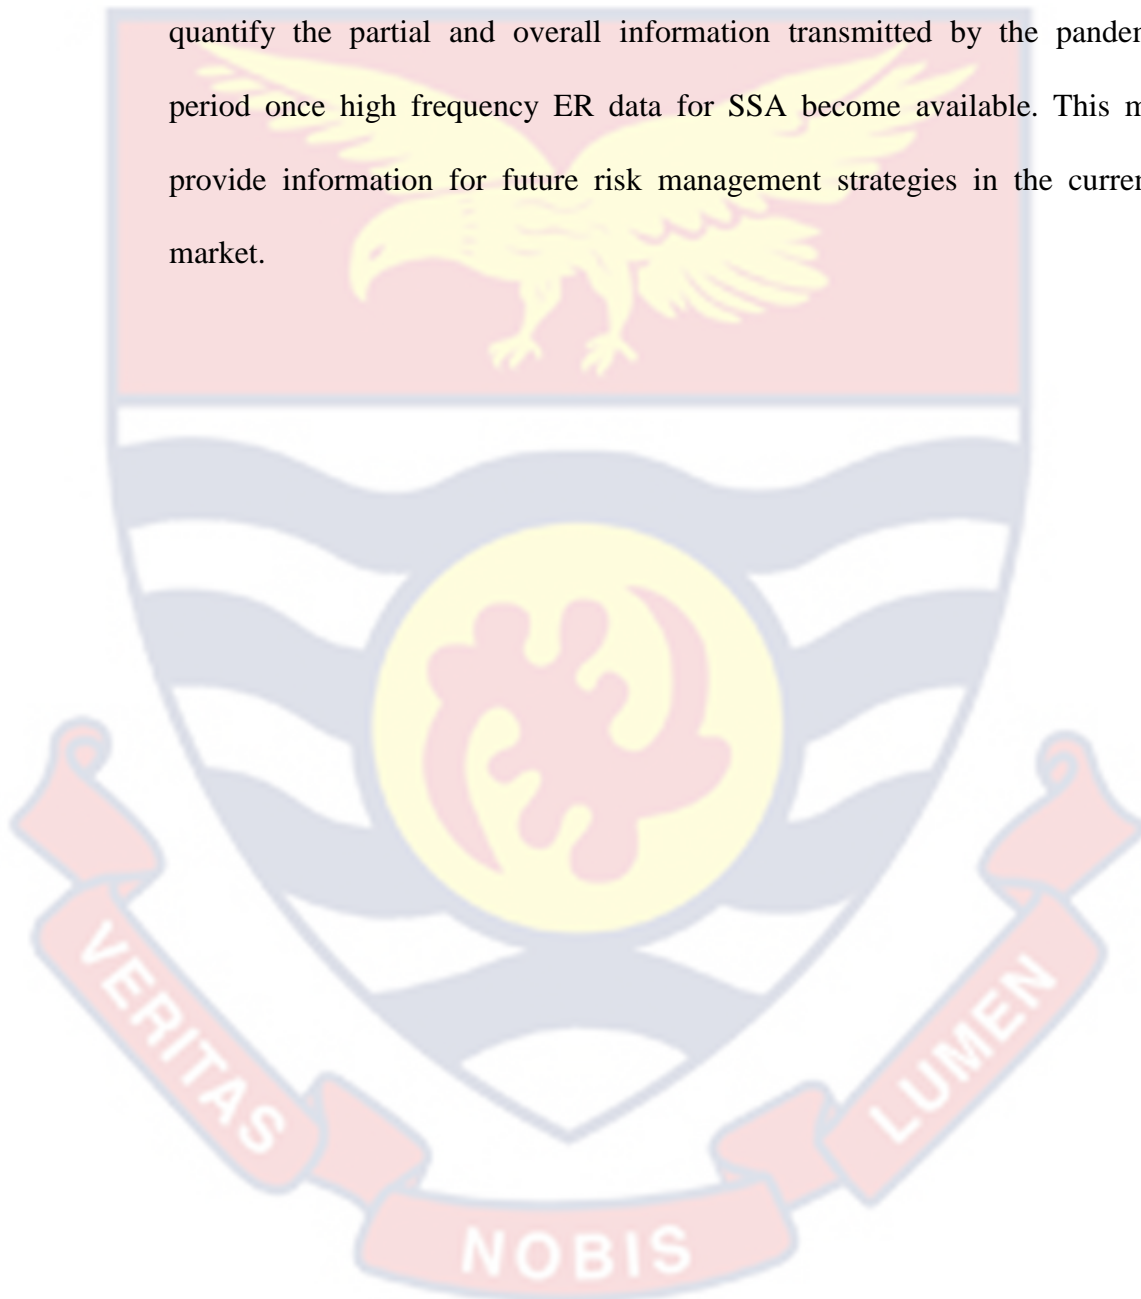 quantify the partial and overall information transmitted by the pandem
period once high frequency ER data for SSA become available. This m
provide information for future risk management strategies in the curren
market.
VERITAS
NOBIS
LUMEN